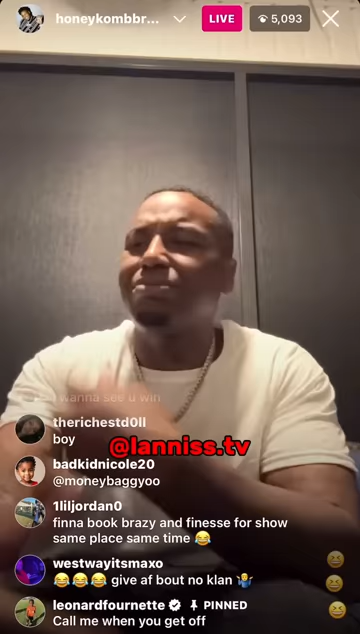 honeykombbr...
LIVE
5,093
wanna see u win
therichestd0ll
boy
@lanniss.tv
badkidnicole20
@moneybaggyoo
1liljordan0
finna book brazy and finesse for show
same place same time 😂
westwayitsmaxo
😂😂😂 give af bout no klan 🤷‍♂️
leonardfournette PINNED
Call me when you get off